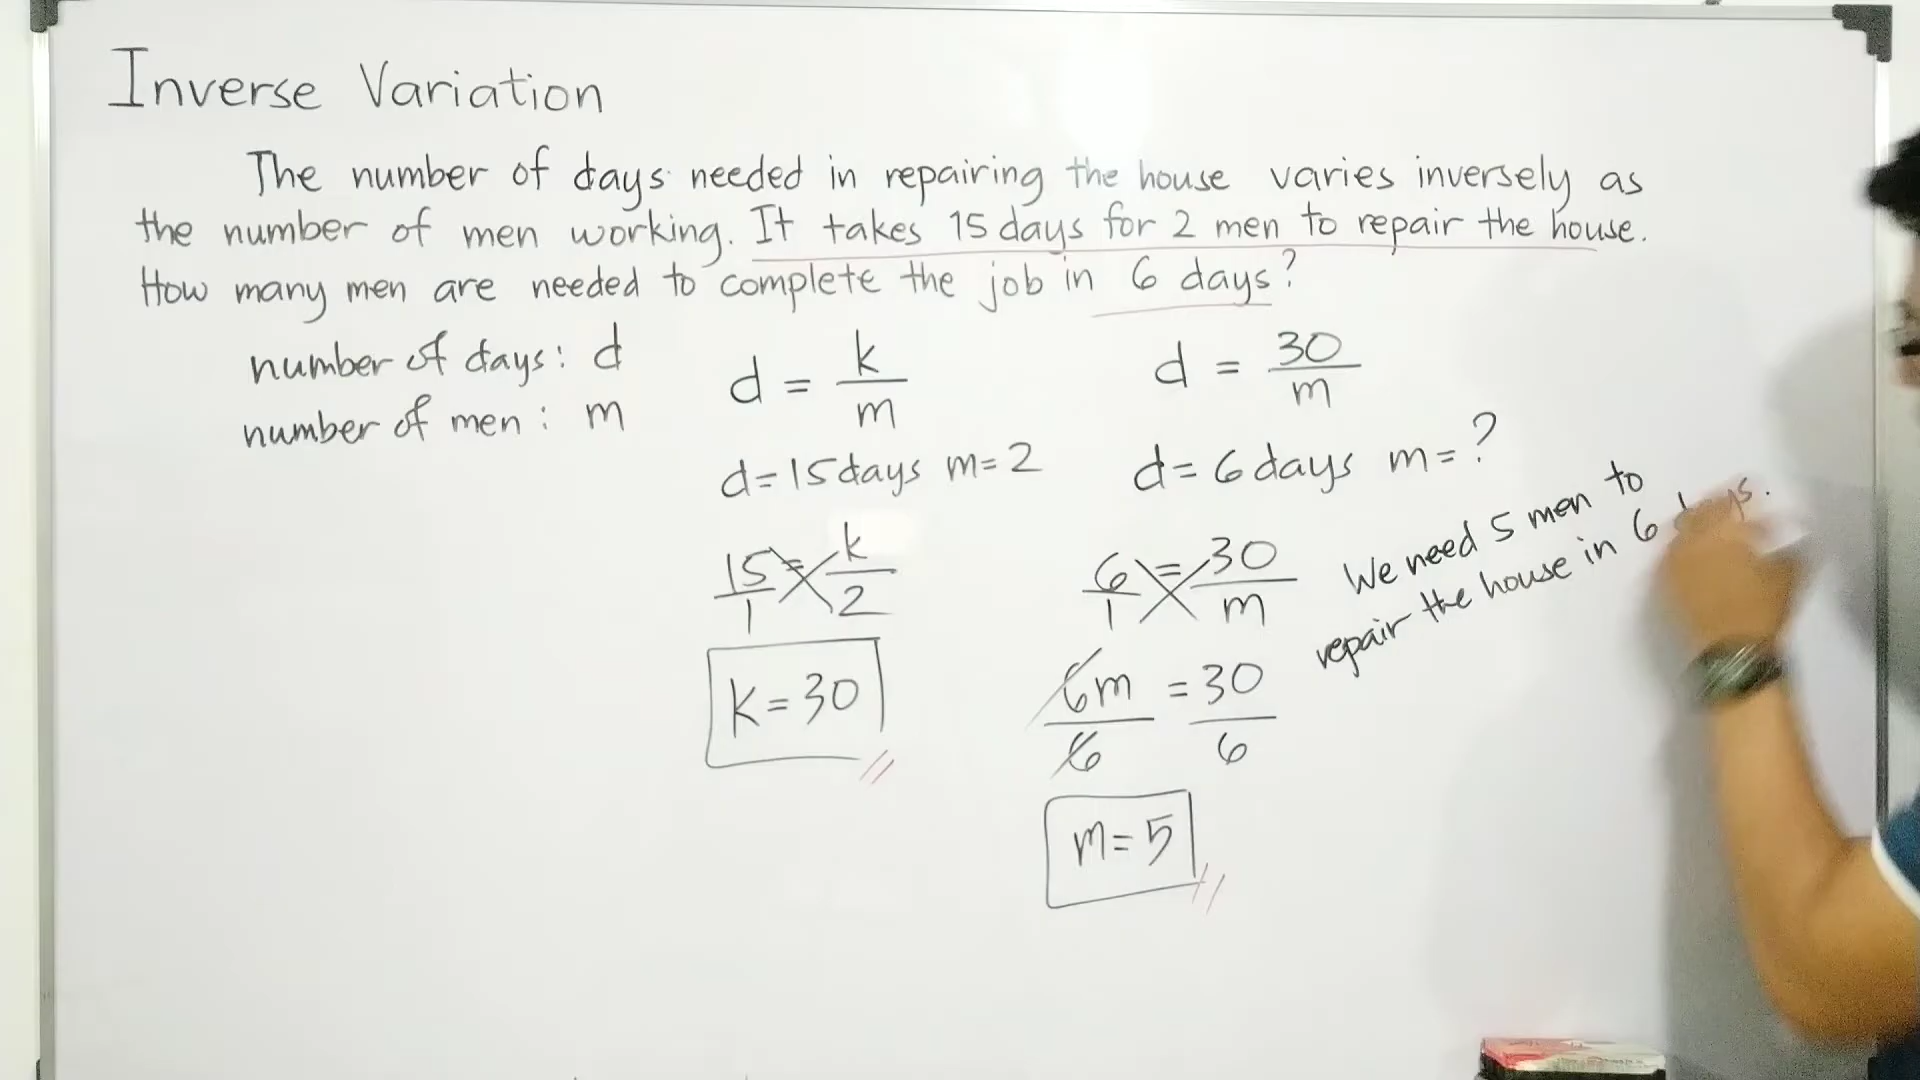 Inverse Variation
The number of days needed in repairing the house varies inversely as
the number of men working. It takes 15 days for 2 men to repair the house.
How many men are needed to complete the job in 6 days?
number of days: d
number of men: m
d = k/m
d=15days m=2
15/1 = k/2
k=30
d = 30/m
d=6days m=?
6/1 = 30/m
6m/6 = 30/6
m=5
We need 5 men to
repair the house in 6 days.